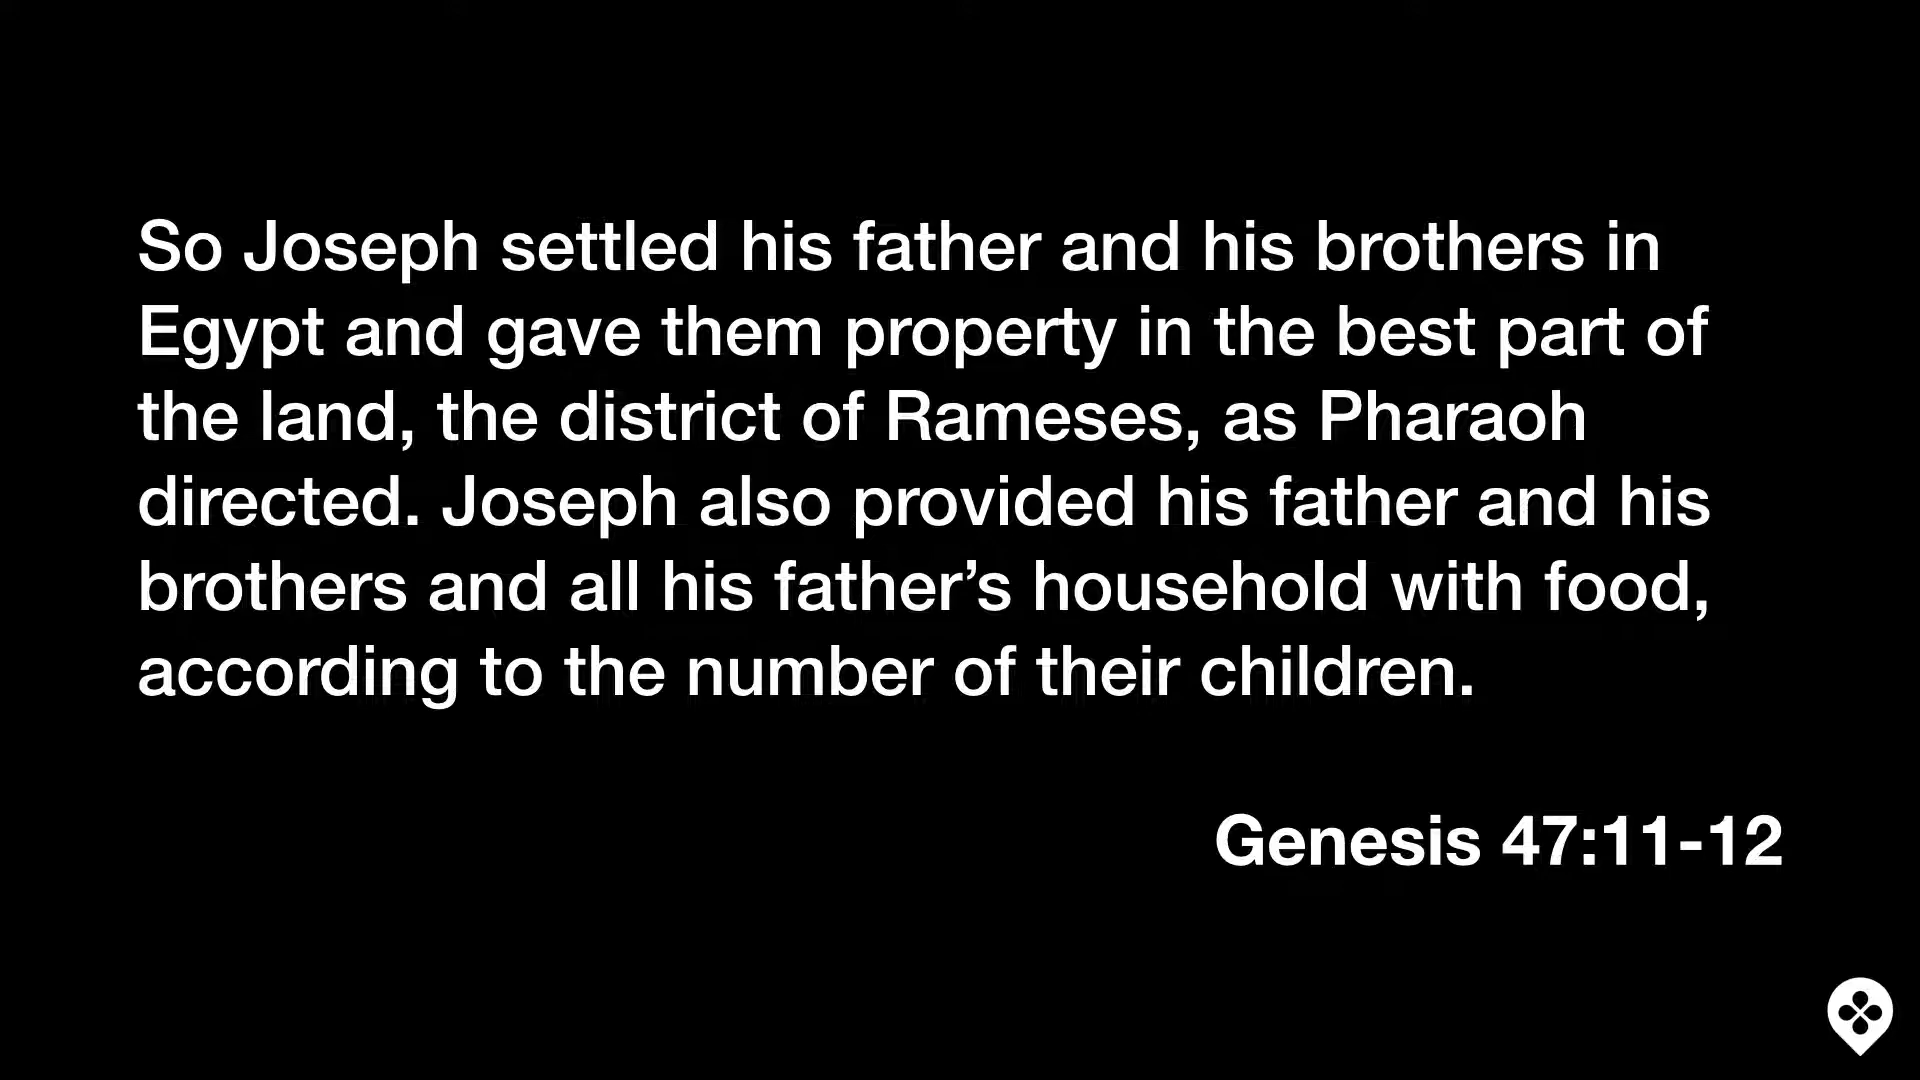 So Joseph settled his father and his brothers in
Egypt and gave them property in the best part of
the land, the district of Rameses, as Pharaoh
directed. Joseph also provided his father and his
brothers and all his father’s household with food,
according to the number of their children.
Genesis 47:11-12